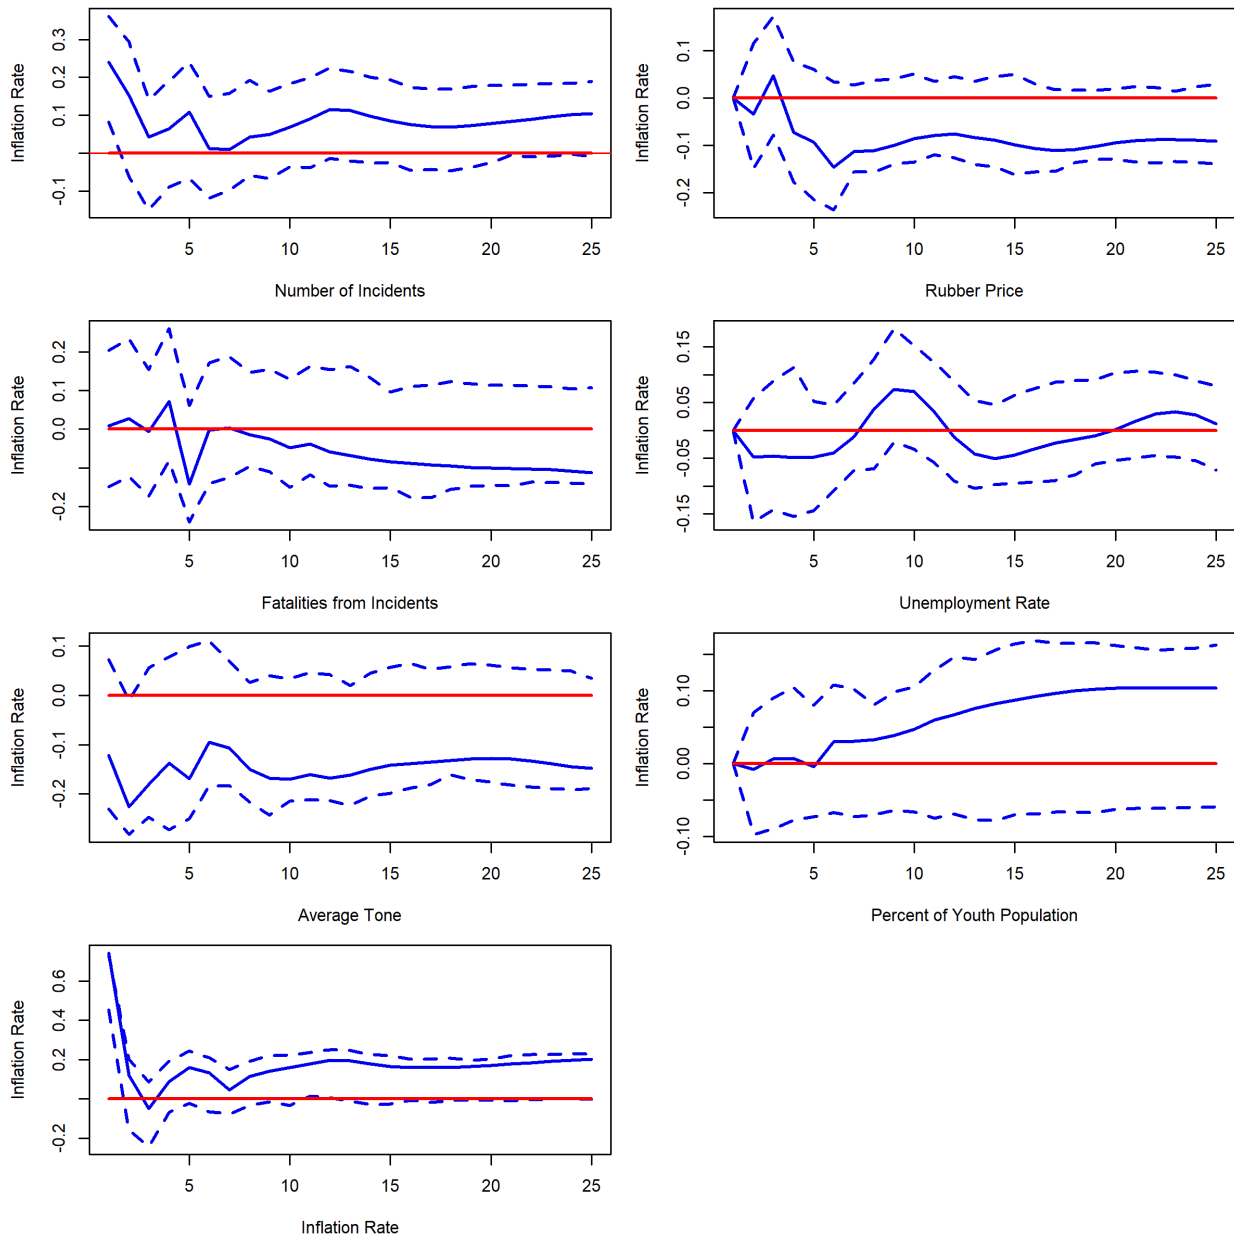 Inflation Rate
0.3
0.2
0.1
-0.1
5 10 15 20 25
Number of Incidents
Inflation Rate
0.1
0.0
-0.1
-0.2
5 10 15 20 25
Rubber Price
Inflation Rate
0.2
0.1
0.0
-0.2
5 10 15 20 25
Fatalities from Incidents
Inflation Rate
0.15
0.05
-0.05
-0.15
5 10 15 20 25
Unemployment Rate
Inflation Rate
0.1
0.0
-0.1
-0.2
5 10 15 20 25
Average Tone
Inflation Rate
0.10
0.00
-0.10
5 10 15 20 25
Percent of Youth Population
Inflation Rate
0.6
0.4
0.2
-0.2
5 10 15 20 25
Inflation Rate